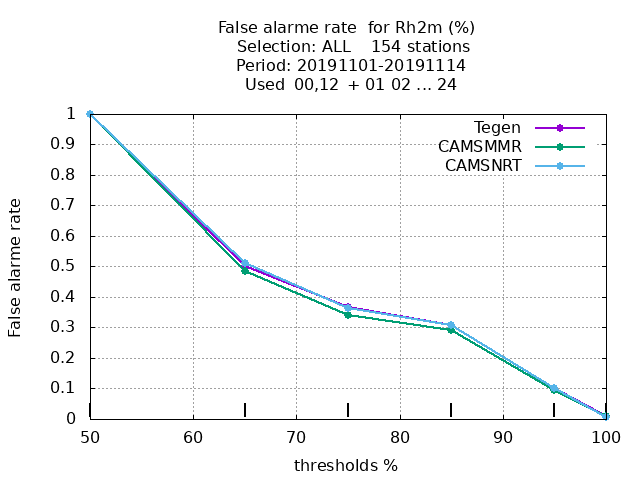 False alarme rate  for Rh2m (%)
Selection: ALL    154 stations
Period: 20191101-20191114
Used  00,12  + 01 02 ... 24
Tegen
CAMSMMR
CAMSNRT
False alarme rate
1
0.9
0.8
0.7
0.6
0.5
0.4
0.3
0.2
0.1
0
50 60 70 80 90 100
thresholds %